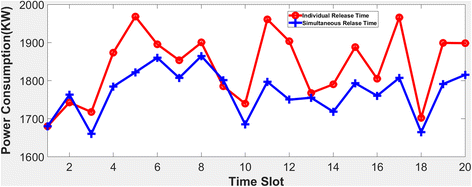 2000
1900
1800
1700
1600
Power Consumption(KW)
Individual Release Time
Simultaneous Relase Time
2 4 6 8 10 12 14 16 18 20
Time Slot